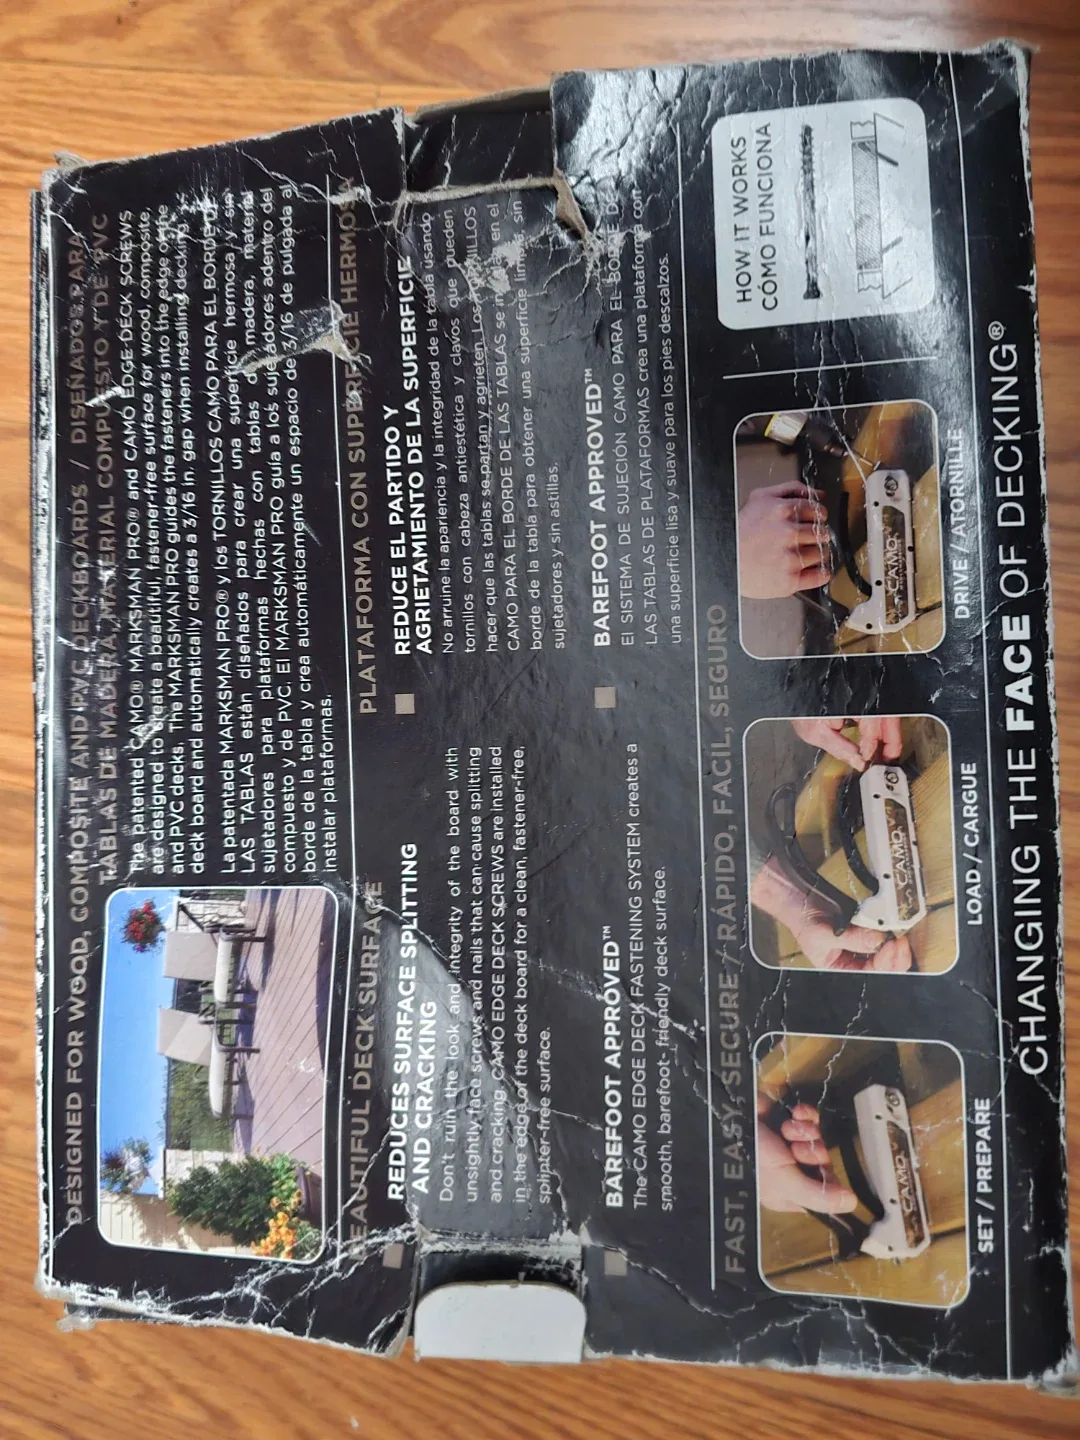 DESIGNED FOR WOOD, COMPOSITE AND PVC DECKBOARDS / DISEÑADOS PARA
TABLAS DE MADERA, MATERIAL COMPUESTO Y DE PVC
The patented CAMO® MARKSMAN PRO® and CAMO EDGE DECK SCREWS
are designed to create a beautiful, fastener-free surface for wood, composite,
and PVC decks. The MARKSMAN PRO guides the fasteners into the edge of the
deck board and automatically creates a 3/16 in. gap when installing decking.
La patentada MARKSMAN PRO® y los TORNILLOS CAMO PARA EL BORDE DE
LAS TABLAS están diseñados para crear una superficie hermosa y sin
sujetadores para plataformas hechas con tablas de madera, material
compuesto y de PVC. El MARKSMAN PRO guía a los sujetadores adentro del
borde de la tabla y crea automáticamente un espacio de 3/16 de pulgada al
instalar plataformas.
BEAUTIFUL DECK SURFACE
REDUCES SURFACE SPLITTING
AND CRACKING
Don't ruin the look and integrity of the board with
unsightly face screws and nails that can cause splitting
and cracking. CAMO EDGE DECK SCREWS are installed
in the edge of the deck board for a clean, fastener-free,
splinter-free surface.
BAREFOOT APPROVED™
The CAMO EDGE DECK FASTENING SYSTEM creates a
smooth, barefoot- friendly deck surface.
PLATAFORMA CON SUPERFICIE HERMOSA
REDUCE EL PARTIDO Y
AGRIETAMIENTO DE LA SUPERFICIE
No arruine la apariencia y la integridad de la tabla usando
tornillos con cabeza antiestética y clavos que pueden
hacer que las tablas se partan y agrieten. Los TORNILLOS
CAMO PARA EL BORDE DE LAS TABLAS se instalan en el
borde de la tabla para obtener una superficie limpia, sin
sujetadores y sin astillas.
BAREFOOT APPROVED™
El SISTEMA DE SUJECIÓN CAMO PARA EL BORDE DE
LAS TABLAS DE PLATAFORMAS crea una plataforma con
una superficie lisa y suave para los pies descalzos.
FAST, EASY, SECURE / RÁPIDO, FACIL, SEGURO
CAMO
CAMO
CAMO
SET / PREPARE
LOAD / CARGUE
DRIVE / ATORNILLE
HOW IT WORKS
CÓMO FUNCIONA
CHANGING THE FACE OF DECKING®